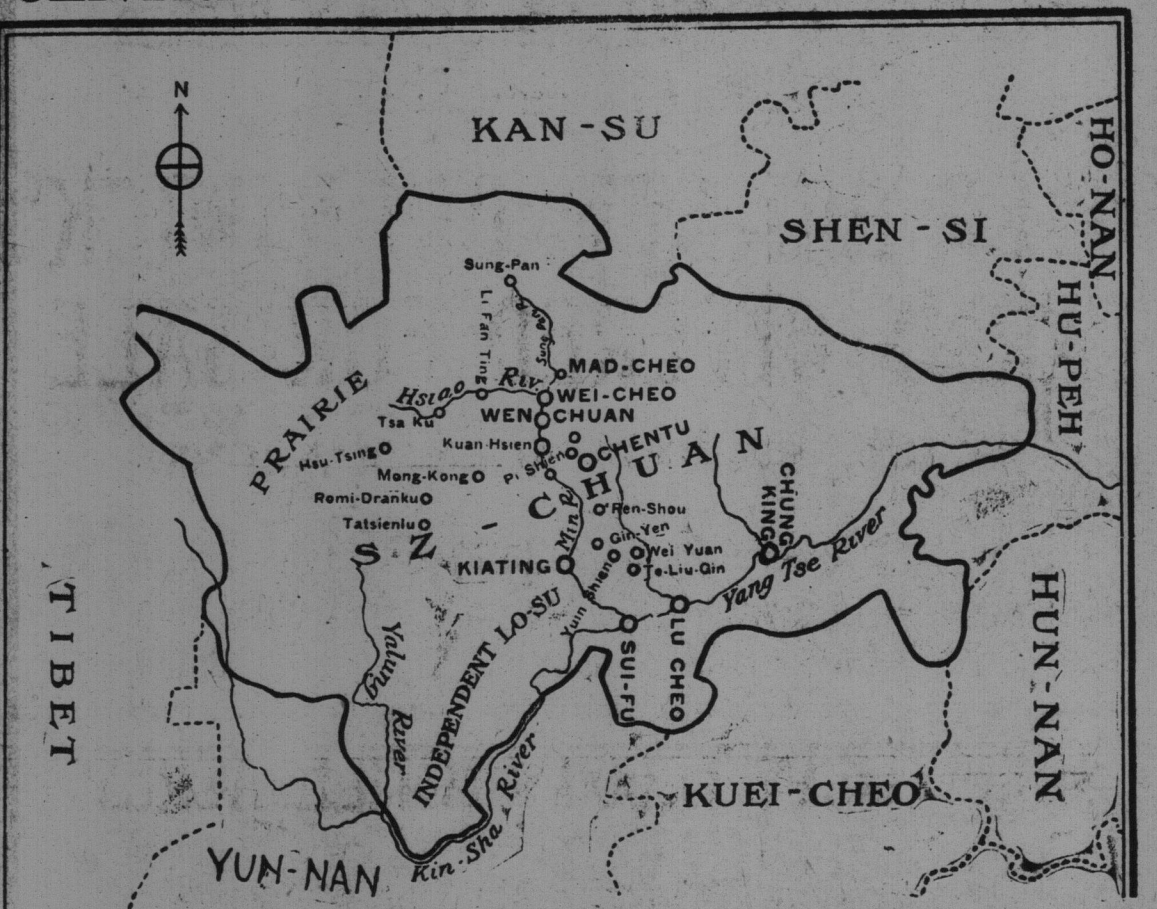 N
KAN-SU
HO-NAN
SHEN-SI
HU-PEH
Sung-Pan
Li Fan Ting
Sung Pan R.
MAD-CHEO
Hsiao Riv.
WEI-CHEO
PRAIRIE
Tsa Ku
WEN CHUAN
Hsu-Tsing
Kuan-Hsien
Pi Shien
CHENTU
Mong-Kong
Romi-Dranku
Ren-Shou
CHUNG KING
Tatsienlu
Min R.
Gin-Yen
Wei Yuan
SZ-CHUAN
KIATING
Te-Liu-Gin
Yuin Shien
Yang Tse River
TIBET
Yalung River
INDEPENDENT LO-SU
SUI-FU
LU CHEO
HUN-NAN
Kin-Sha River
KUEI-CHEO
YUN-NAN